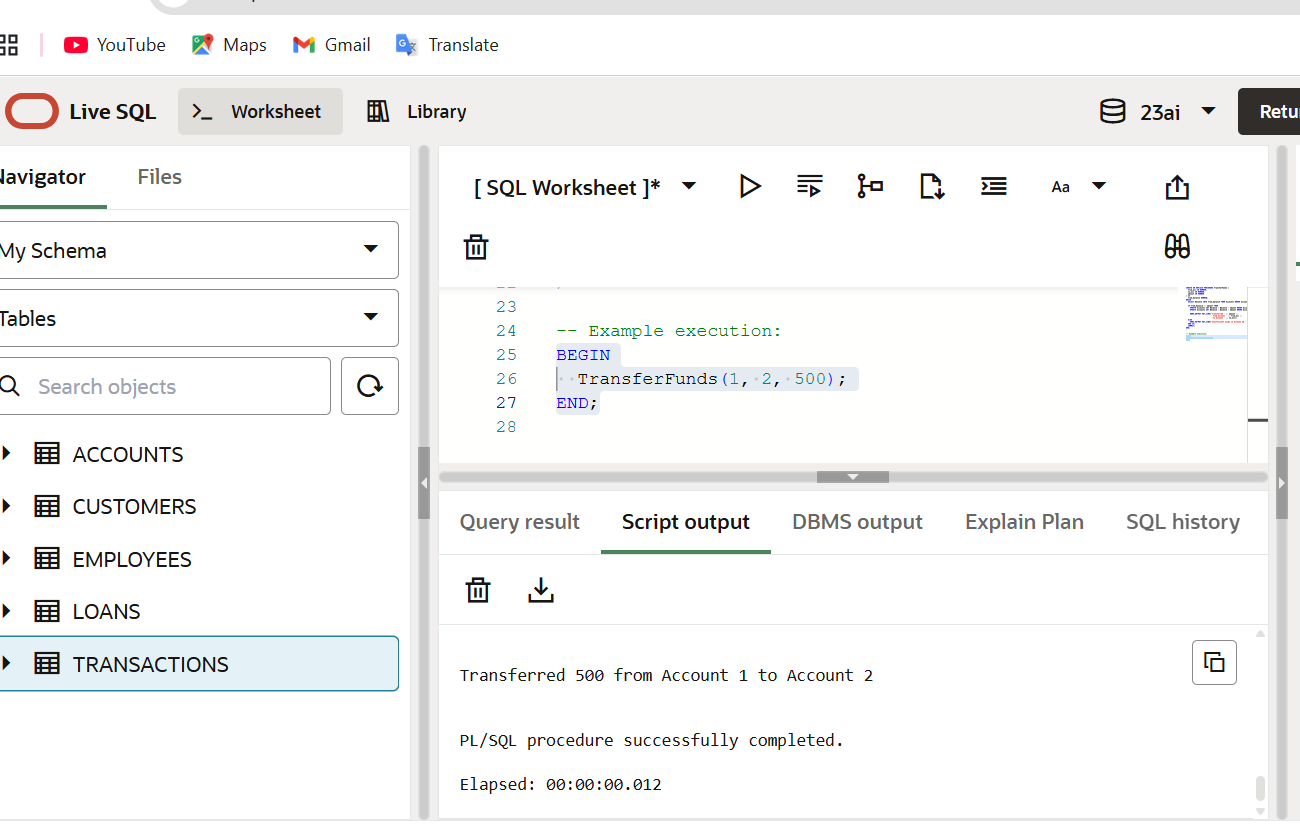 YouTube
Maps
Gmail
Translate
Live SQL
Worksheet
Library
23ai
Navigator
Files
My Schema
Tables
Search objects
ACCOUNTS
CUSTOMERS
EMPLOYEES
LOANS
TRANSACTIONS
[ SQL Worksheet ]*
Aa
23
24 -- Example execution:
25 BEGIN
26 TransferFunds(1, 2, 500);
27 END;
28
Query result
Script output
DBMS output
Explain Plan
SQL history
Transferred 500 from Account 1 to Account 2
PL/SQL procedure successfully completed.
Elapsed: 00:00:00.012